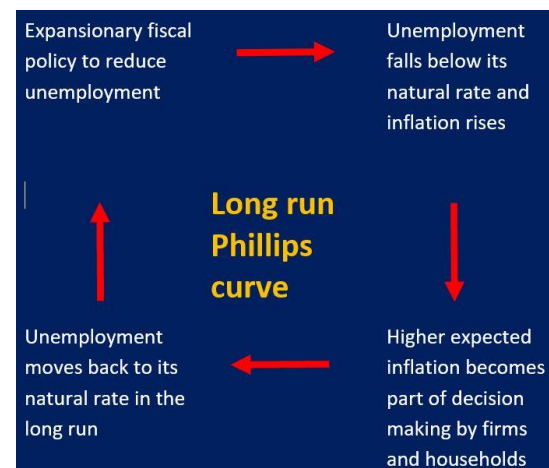 Expansionary fiscal
policy to reduce
unemployment
Unemployment
falls below its
natural rate and
inflation rises
Long run
Phillips
curve
Higher expected
inflation becomes
part of decision
making by firms
and households
Unemployment
moves back to its
natural rate in the
long run